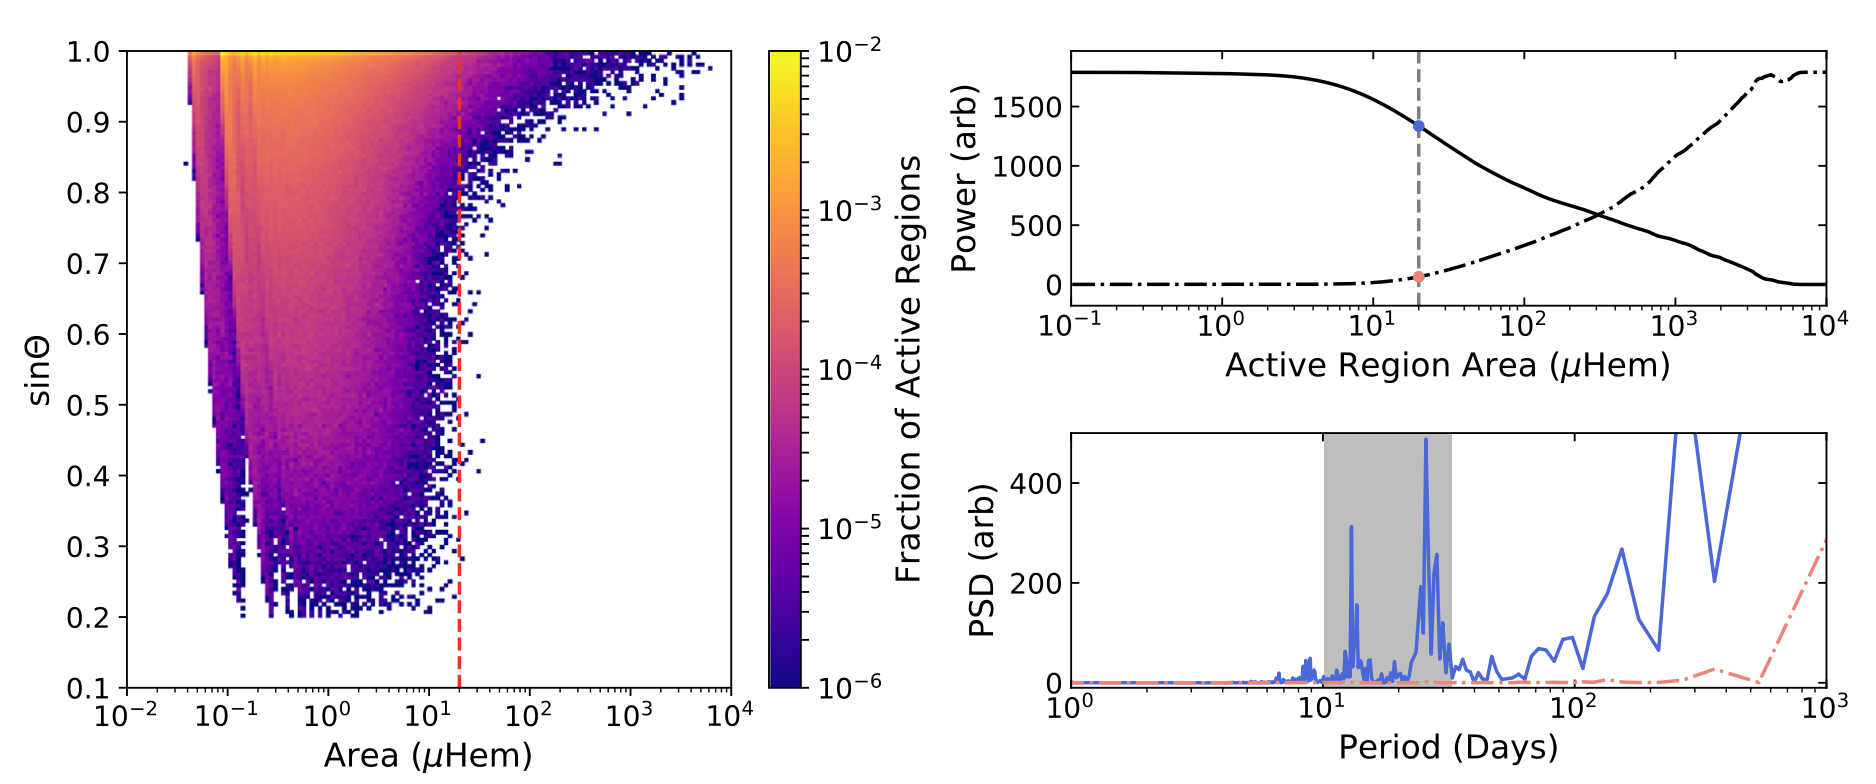 1.0
0.9
0.8
0.7
0.6
0.5
0.4
0.3
0.2
0.1
sinΘ
10⁻² 10⁻¹ 10⁰ 10¹ 10² 10³ 10⁴
Area (μHem)
10⁻²
10⁻³
10⁻⁴
10⁻⁵
10⁻⁶
Fraction of Active Regions
1500
1000
500
0
Power (arb)
10⁻¹ 10⁰ 10¹ 10² 10³ 10⁴
Active Region Area (μHem)
400
200
0
PSD (arb)
10⁰ 10¹ 10² 10³
Period (Days)